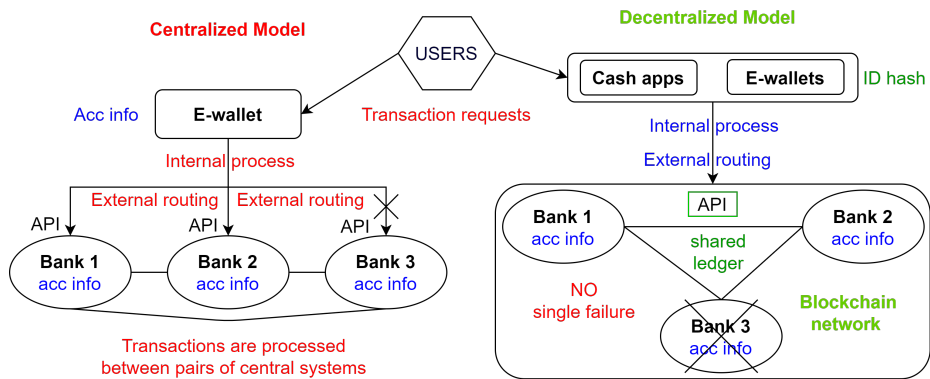 Centralized Model
USERS
Decentralized Model
Cash apps
E-wallets
ID hash
Acc info
E-wallet
Transaction requests
Internal process
External routing
Internal process
External routing
External routing
API
API
API
Bank 1
acc info
Bank 2
acc info
Bank 3
acc info
Transactions are processed
between pairs of central systems
API
Bank 1
acc info
Bank 2
acc info
shared
ledger
NO
single failure
Bank 3
acc info
Blockchain
network